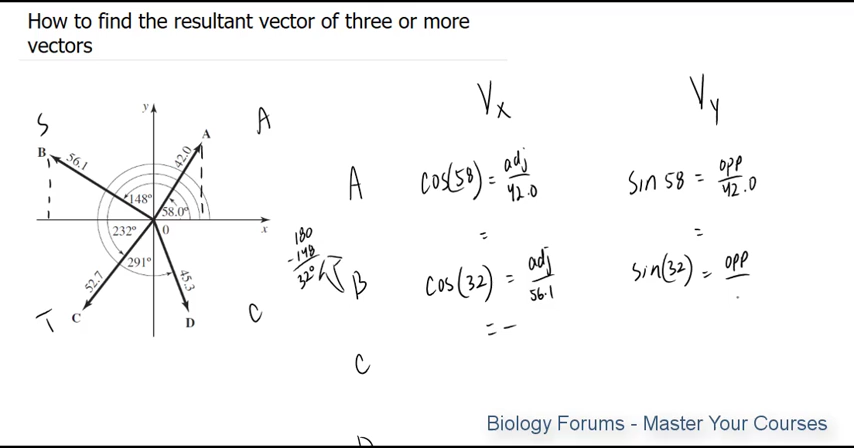 How to find the resultant vector of three or more
vectors
S
y
A
A
B
56.1
42.0
148°
58.0°
x
232°
0
291°
52.7
45.3
C
D
T
C
Vx
Vy
A
cos(58) = adj/42.0
sin 58 = opp/42.0
=
=
180
-148
32°
B
cos(32) = adj/56.1
sin(32) = opp
= -
C
Biology Forums - Master Your Courses